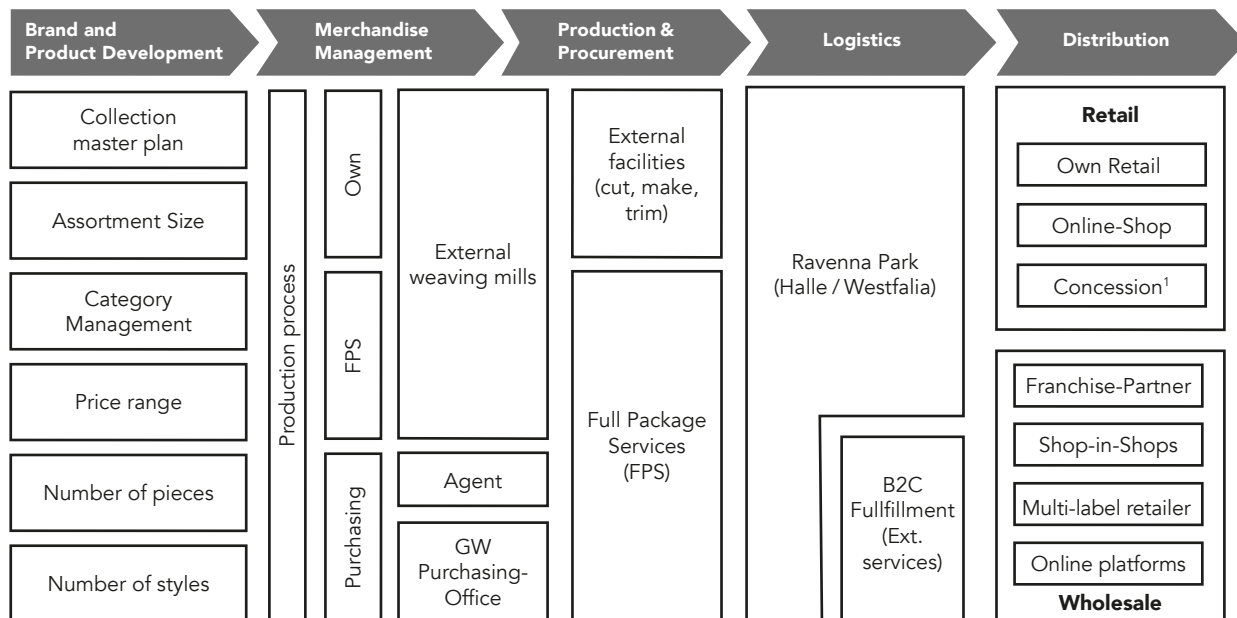 Brand and
Product Development
Merchandise
Management
Production &
Procurement
Logistics
Distribution
Collection
master plan
Assortment Size
Category
Management
Price range
Number of pieces
Number of styles
Production process
Own
FPS
Purchasing
External
weaving mills
Agent
GW
Purchasing-
Office
External
facilities
(cut, make,
trim)
Full Package
Services
(FPS)
Ravenna Park
(Halle / Westfalia)
B2C
Fullfillment
(Ext.
services)
Retail
Own Retail
Online-Shop
Concession¹
Franchise-Partner
Shop-in-Shops
Multi-label retailer
Online platforms
Wholesale